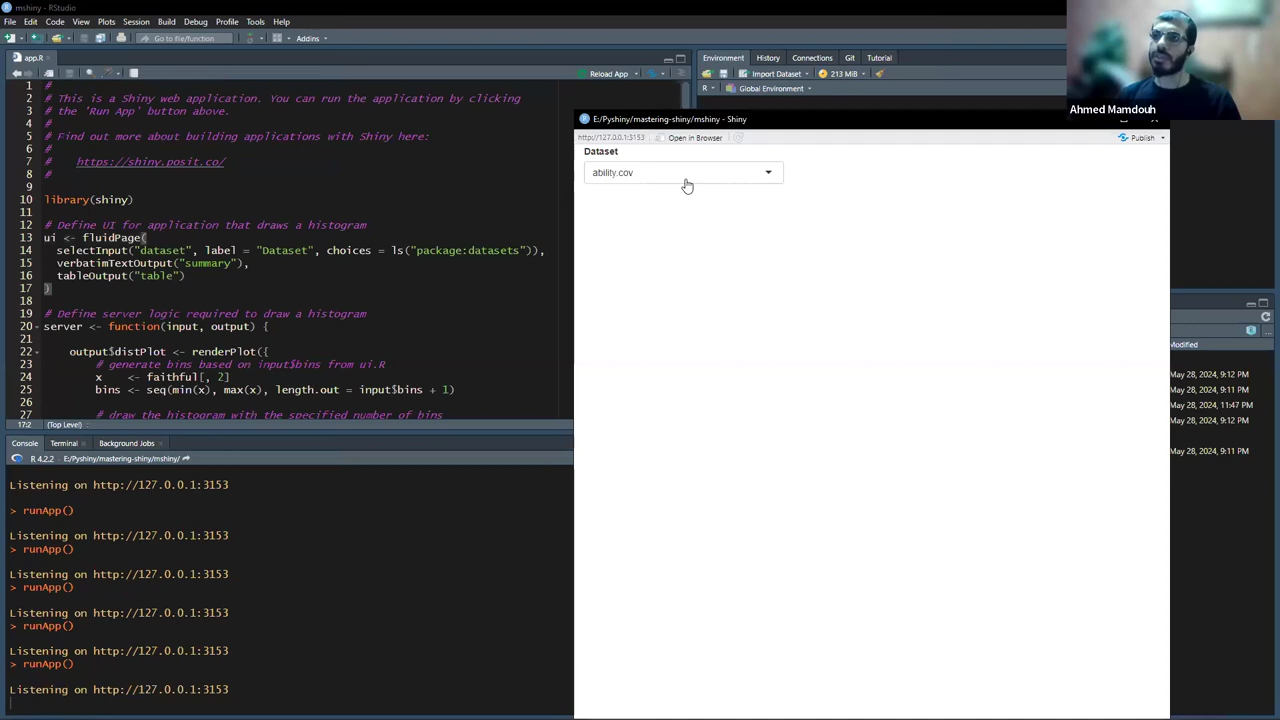 mshiny - RStudio
File Edit Code View Plots Session Build Debug Profile Tools Help
Go to file/function Addins
app.R
Reload App
1 #
2 # This is a Shiny web application. You can run the application by clicking
3 # the 'Run App' button above.
4 #
5 # Find out more about building applications with Shiny here:
6 #
7 # https://shiny.posit.co/
8 #
9
10 library(shiny)
11
12 # Define UI for application that draws a histogram
13 ui <- fluidPage(
14 selectInput("dataset", label = "Dataset", choices = ls("package:datasets")),
15 verbatimTextOutput("summary"),
16 tableOutput("table")
17 )
18
19 # Define server logic required to draw a histogram
20 server <- function(input, output) {
21
22 output$distPlot <- renderPlot({
23 # generate bins based on input$bins from ui.R
24 x <- faithful[, 2]
25 bins <- seq(min(x), max(x), length.out = input$bins + 1)
26
27 # draw the histogram with the specified number of bins
17:2 (Top Level)
Console Terminal Background Jobs
R 4.2.2 E:/Pyshiny/mastering-shiny/mshiny/
Listening on http://127.0.0.1:3153
> runApp()
Listening on http://127.0.0.1:3153
> runApp()
Listening on http://127.0.0.1:3153
> runApp()
Listening on http://127.0.0.1:3153
> runApp()
Listening on http://127.0.0.1:3153
> runApp()
Listening on http://127.0.0.1:3153
Environment History Connections Git Tutorial
Import Dataset 213 MiB
R Global Environment
Ahmed Mamdouh
E:/Pyshiny/mastering-shiny/mshiny - Shiny
http://127.0.0.1:3153 Open in Browser Publish
Dataset
ability.cov
Modified
May 28, 2024, 9:12 PM
May 28, 2024, 9:11 PM
May 28, 2024, 11:47 PM
May 28, 2024, 9:12 PM
May 28, 2024, 9:11 PM